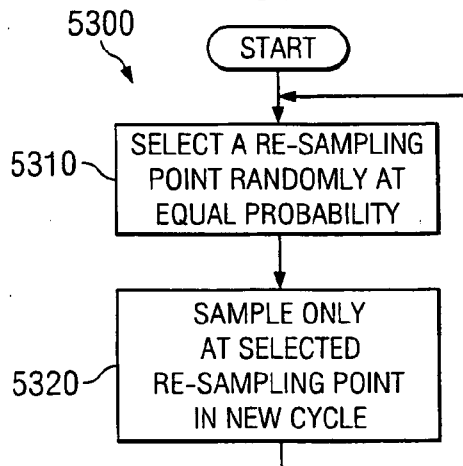 5300
START
5310
SELECT A RE-SAMPLING
POINT RANDOMLY AT
EQUAL PROBABILITY
5320
SAMPLE ONLY
AT SELECTED
RE-SAMPLING POINT
IN NEW CYCLE